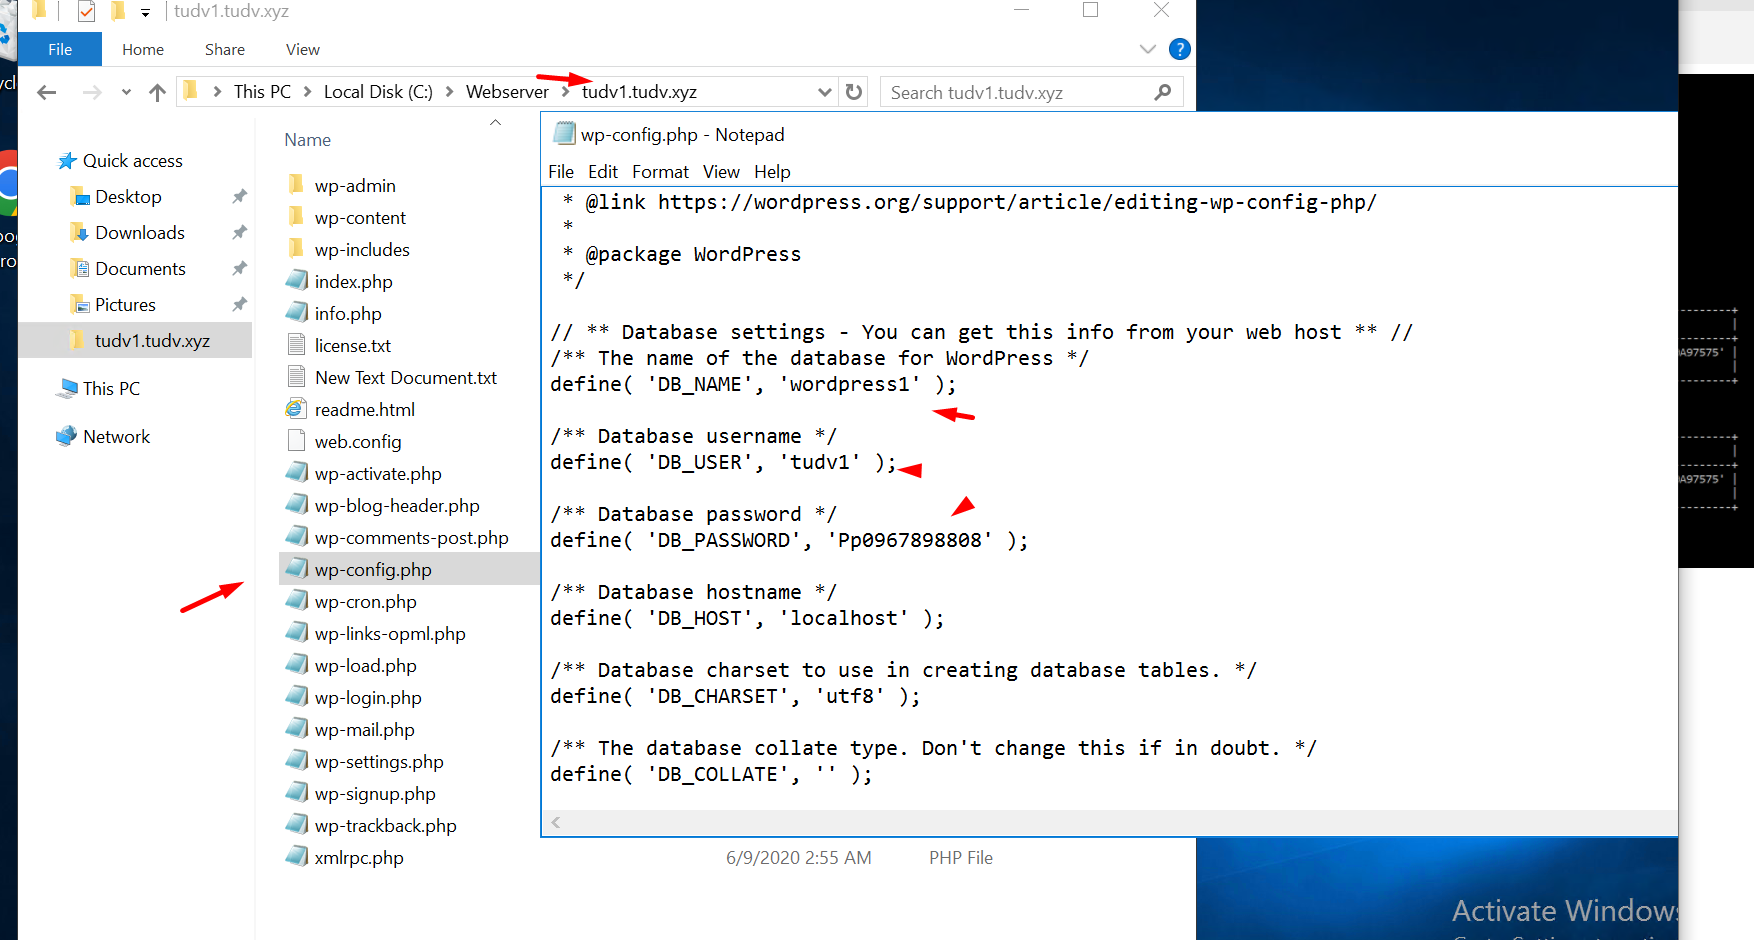 tudv1.tudv.xyz
File Home Share View
This PC Local Disk (C:) Webserver tudv1.tudv.xyz
Search tudv1.tudv.xyz
Quick access
Desktop
Downloads
Documents
Pictures
tudv1.tudv.xyz
This PC
Network
Name
wp-admin
wp-content
wp-includes
index.php
info.php
license.txt
New Text Document.txt
readme.html
web.config
wp-activate.php
wp-blog-header.php
wp-comments-post.php
wp-config.php
wp-cron.php
wp-links-opml.php
wp-load.php
wp-login.php
wp-mail.php
wp-settings.php
wp-signup.php
wp-trackback.php
xmlrpc.php 6/9/2020 2:55 AM PHP File
wp-config.php - Notepad
File Edit Format View Help
* @link https://wordpress.org/support/article/editing-wp-config-php/
*
* @package WordPress
*/
// ** Database settings - You can get this info from your web host ** //
/** The name of the database for WordPress */
define( 'DB_NAME', 'wordpress1' );
/** Database username */
define( 'DB_USER', 'tudv1' );
/** Database password */
define( 'DB_PASSWORD', 'Pp0967898808' );
/** Database hostname */
define( 'DB_HOST', 'localhost' );
/** Database charset to use in creating database tables. */
define( 'DB_CHARSET', 'utf8' );
/** The database collate type. Don't change this if in doubt. */
define( 'DB_COLLATE', '' );
A97575' |
A97575' |
Activate Windows